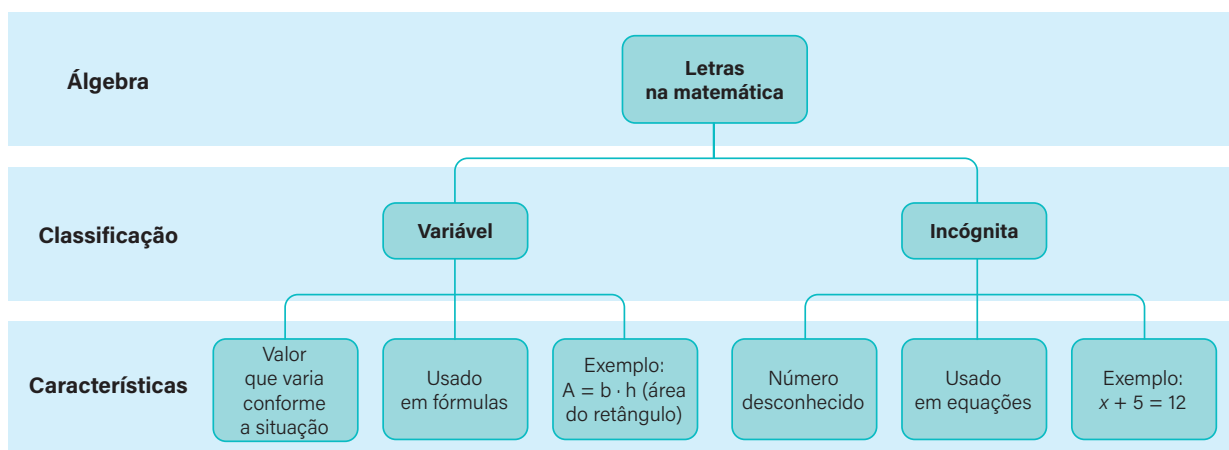 Álgebra
Letras
na matemática
Classificação
Variável
Incógnita
Características
Valor
que varia
conforme
a situação
Usado
em fórmulas
Exemplo:
A = b · h (área
do retângulo)
Número
desconhecido
Usado
em equações
Exemplo:
x + 5 = 12